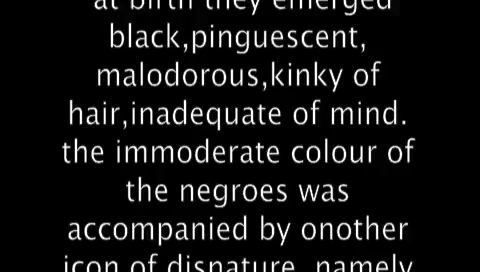 at birth they emerged
black,pinguescent,
malodorous,kinky of
hair,inadequate of mind.
the immoderate colour of
the negroes was
accompanied by onother
icon of disnature, namely